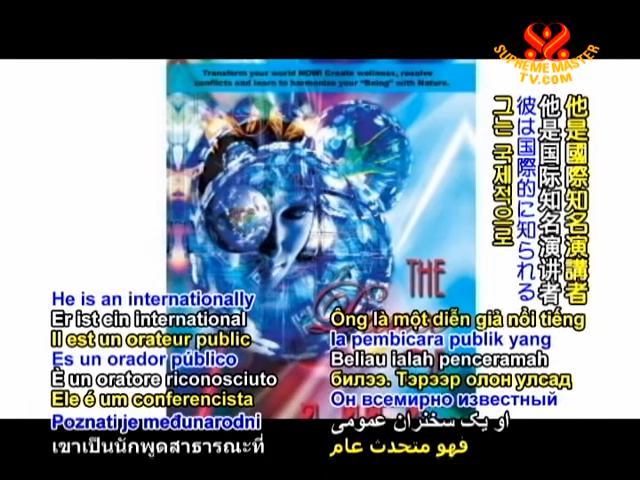 SUPREME MASTER
TV.COM
Transform your world NOW! Create wellness, resolve
conflicts and learn to harmonize your "Being" with Nature.
他是國際知名演講者
他是国际知名演讲者
彼は国際的に知られる
그는 국제적으로
THE
He is an internationally
Er ist ein international
Il est un orateur public
Es un orador público
È un oratore riconosciuto
Ele é um conferencista
Poznati je međunarodni
เขาเป็นนักพูดสาธารณะที่
Ông là một diễn giả nổi tiếng
Ia pembicara publik yang
Beliau ialah penceramah
билээ. Тэрээр олон улсад
Он всемирно известный
او یک سخنران عمومی
فهو متحدث عام